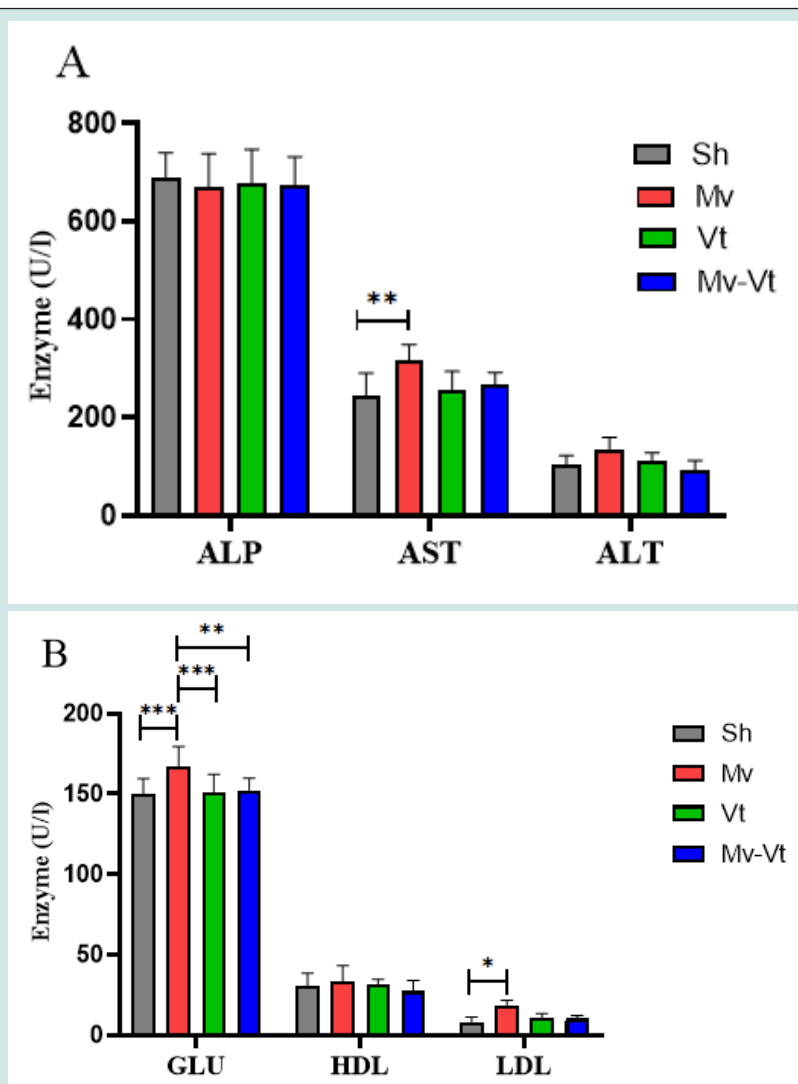 A
800
600
400
200
0
Enzyme (U/I)
**
ALP AST ALT
Sh
Mv
Vt
Mv-Vt
B
**
***
***
200
150
100
50
0
Enzyme (U/I)
*
GLU HDL LDL
Sh
Mv
Vt
Mv-Vt